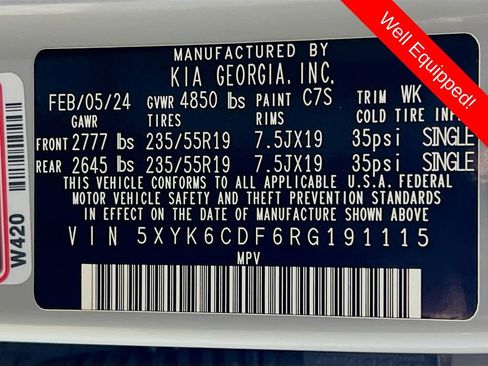 Well Equipped!
MANUFACTURED BY
KIA GEORGIA, INC.
FEB/05/24 GVWR 4850 lbs PAINT C7S TRIM WK
GAWR TIRES RIMS COLD TIRE INF.
FRONT 2777 lbs 235/55R19 7.5JX19 35psi SINGLE
REAR 2645 lbs 235/55R19 7.5JX19 35psi SINGLE
THIS VEHICLE CONFORMS TO ALL APPLICABLE U.S.A. FEDERAL
MOTOR VEHICLE SAFETY AND THEFT PREVENTION STANDARDS
IN EFFECT ON THE DATE OF MANUFACTURE SHOWN ABOVE
VIN 5XYK6CDF6RG191115
MPV
W420